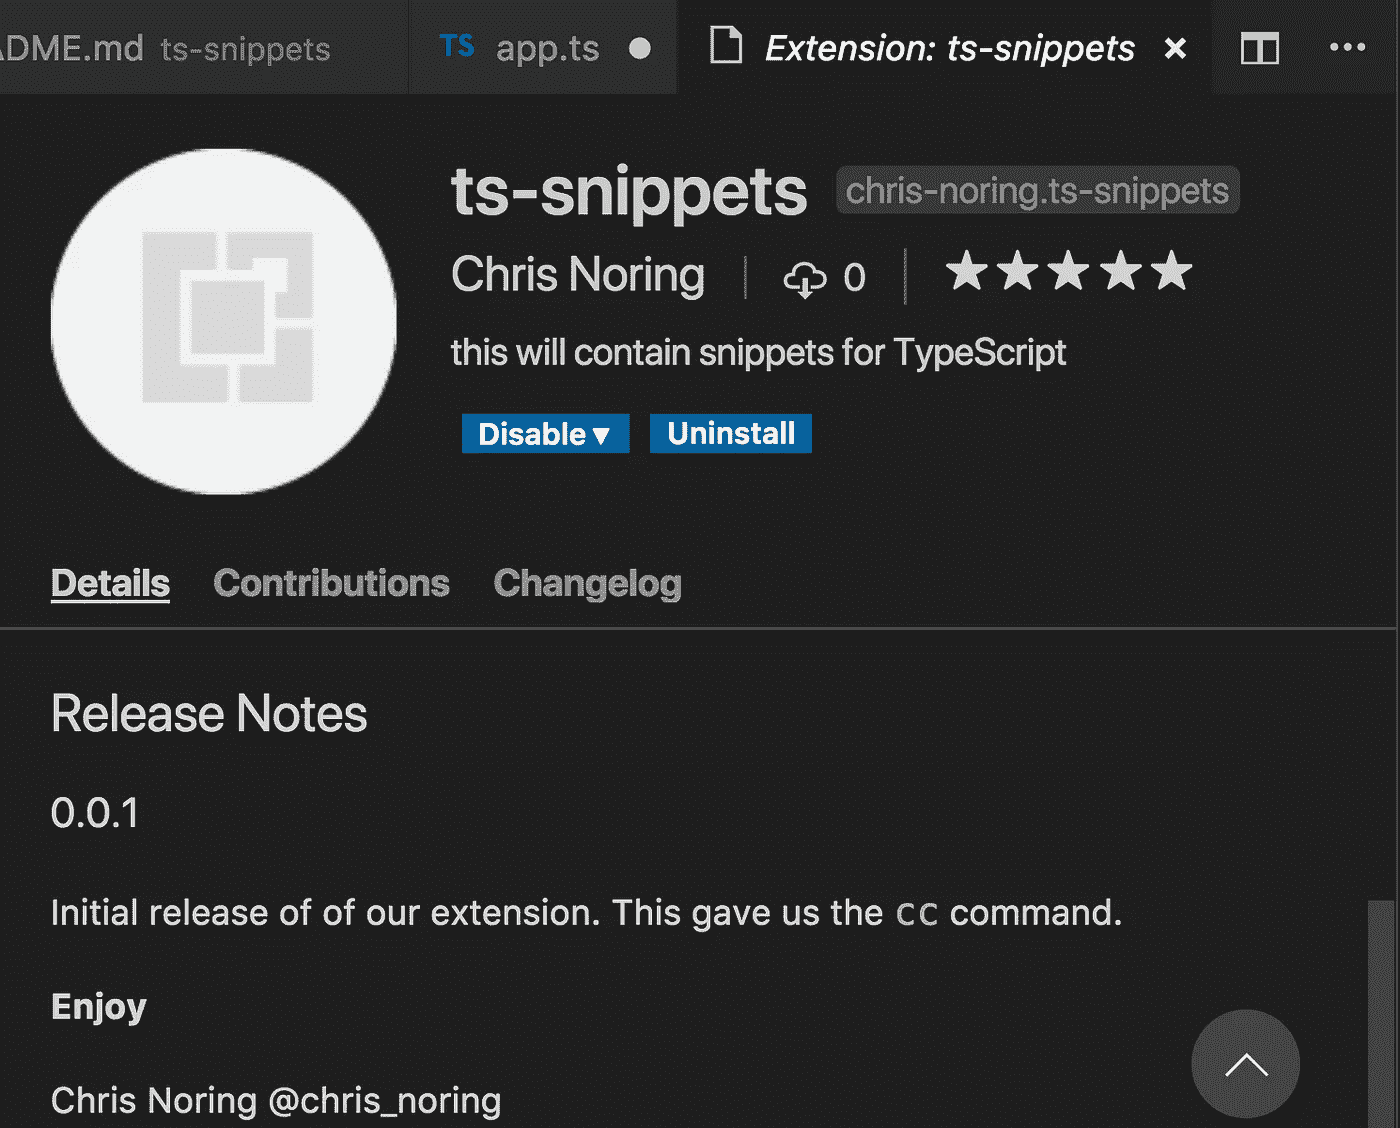 DME.md ts-snippets TS app.ts Extension: ts-snippets
ts-snippets chris-noring.ts-snippets
Chris Noring 0
this will contain snippets for TypeScript
Disable Uninstall
Details Contributions Changelog
Release Notes
0.0.1
Initial release of of our extension. This gave us the cc command.
Enjoy
Chris Noring @chris_noring